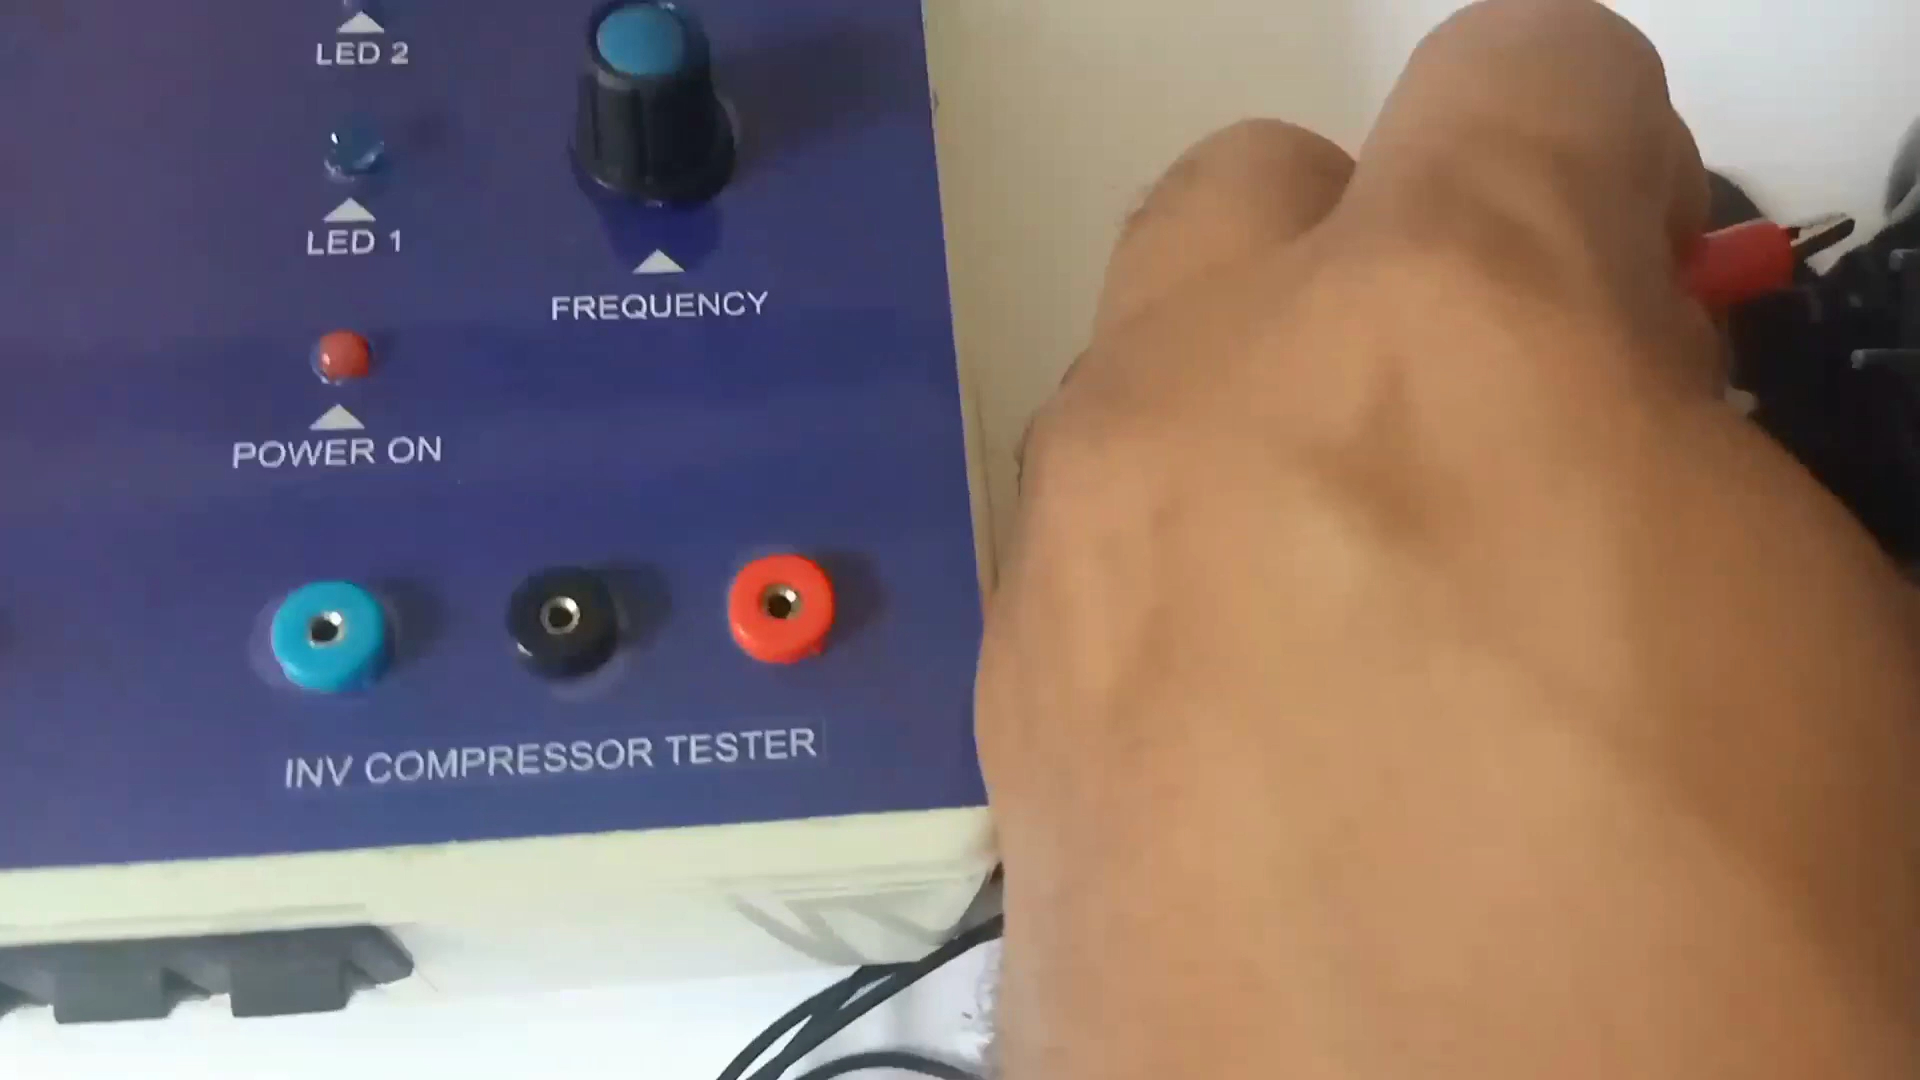 LED 2
LED 1
FREQUENCY
POWER ON
INV COMPRESSOR TESTER